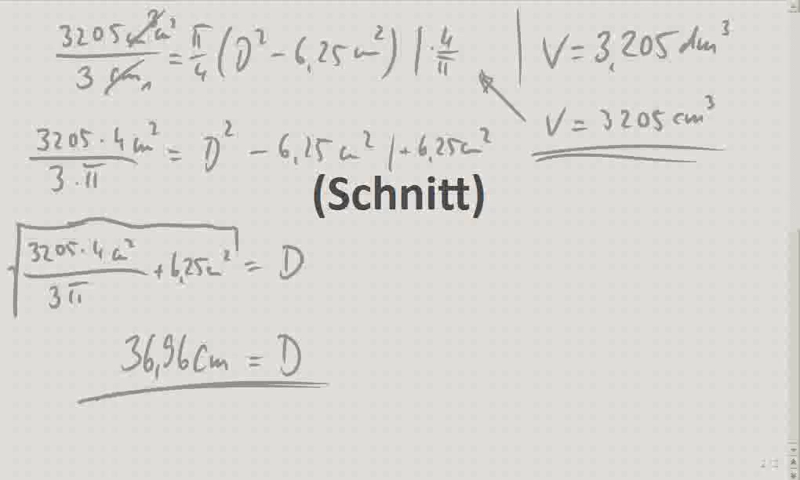 3205 cm³ cm² / 3 cm = π/4 (D² - 6,25 cm²) | · 4/π
V = 3,205 dm³
V = 3205 cm³
3205 · 4 cm² / 3 · π = D² - 6,25 cm² | + 6,25 cm²
(Schnitt)
√(3205 · 4 cm² / 3π + 6,25 cm²) = D
36,96 cm = D